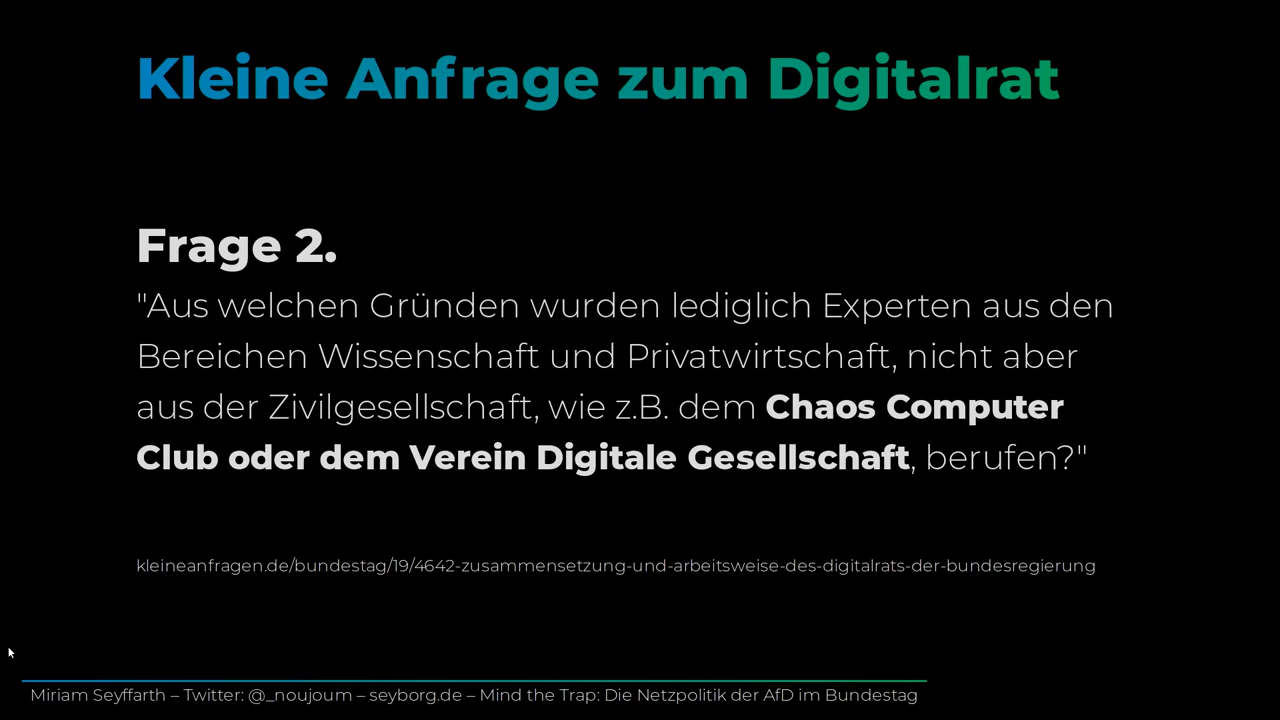 Kleine Anfrage zum Digitalrat
Frage 2.
"Aus welchen Gründen wurden lediglich Experten aus den
Bereichen Wissenschaft und Privatwirtschaft, nicht aber
aus der Zivilgesellschaft, wie z.B. dem Chaos Computer
Club oder dem Verein Digitale Gesellschaft, berufen?"
kleineanfragen.de/bundestag/19/4642-zusammensetzung-und-arbeitsweise-des-digitalrats-der-bundesregierung
Miriam Seyffarth – Twitter: @_noujoum – seyborg.de – Mind the Trap: Die Netzpolitik der AfD im Bundestag